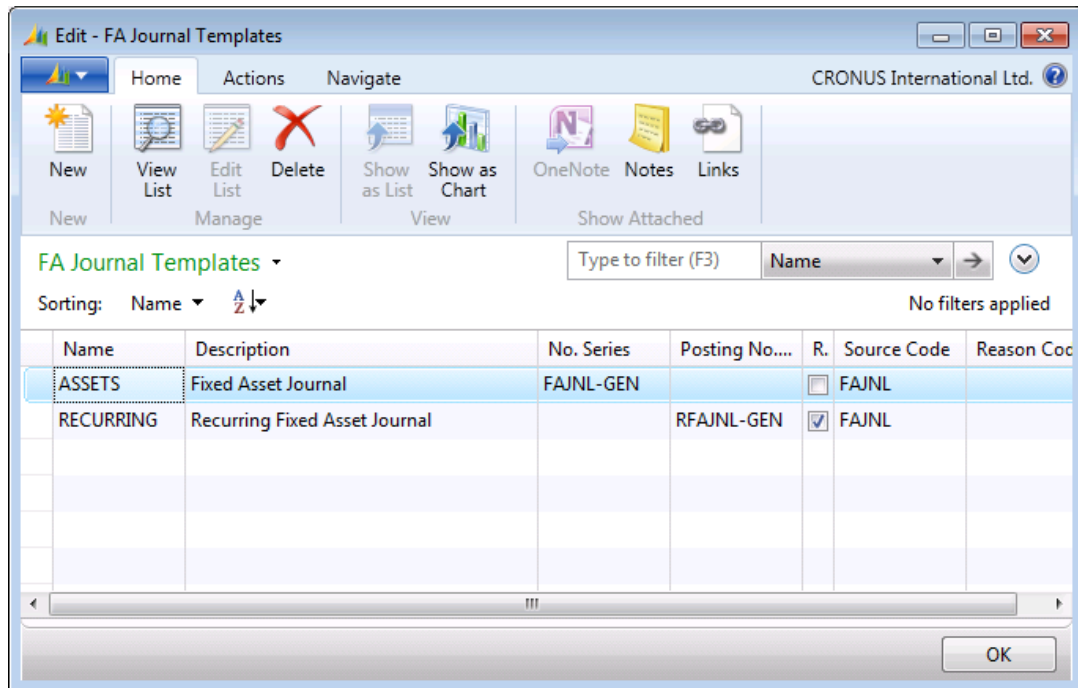 Edit - FA Journal Templates
Home Actions Navigate CRONUS International Ltd.
New View List Edit List Delete Show as List Show as Chart OneNote Notes Links
New Manage View Show Attached
FA Journal Templates Type to filter (F3) Name
Sorting: Name A Z No filters applied
Name Description No. Series Posting No.... R. Source Code Reason Cod
ASSETS Fixed Asset Journal FAJNL-GEN FAJNL
RECURRING Recurring Fixed Asset Journal RFAJNL-GEN FAJNL
OK